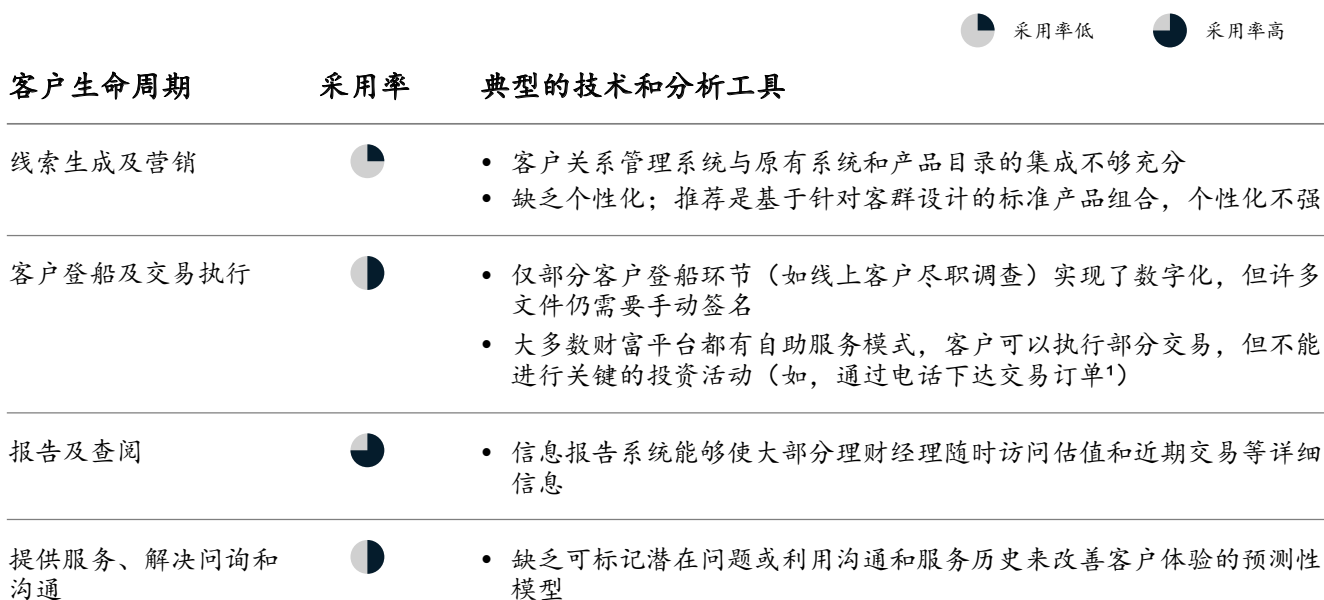 采用率低 采用率高
客户生命周期 采用率 典型的技术和分析工具
线索生成及营销 • 客户关系管理系统与原有系统和产品目录的集成不够充分
• 缺乏个性化；推荐是基于针对客群设计的标准产品组合，个性化不强
客户登船及交易执行 • 仅部分客户登船环节（如线上客户尽职调查）实现了数字化，但许多
文件仍需要手动签名
• 大多数财富平台都有自助服务模式，客户可以执行部分交易，但不能
进行关键的投资活动（如，通过电话下达交易订单¹）
报告及查阅 • 信息报告系统能够使大部分理财经理随时访问估值和近期交易等详细
信息
提供服务、解决问询和 • 缺乏可标记潜在问题或利用沟通和服务历史来改善客户体验的预测性
沟通 模型